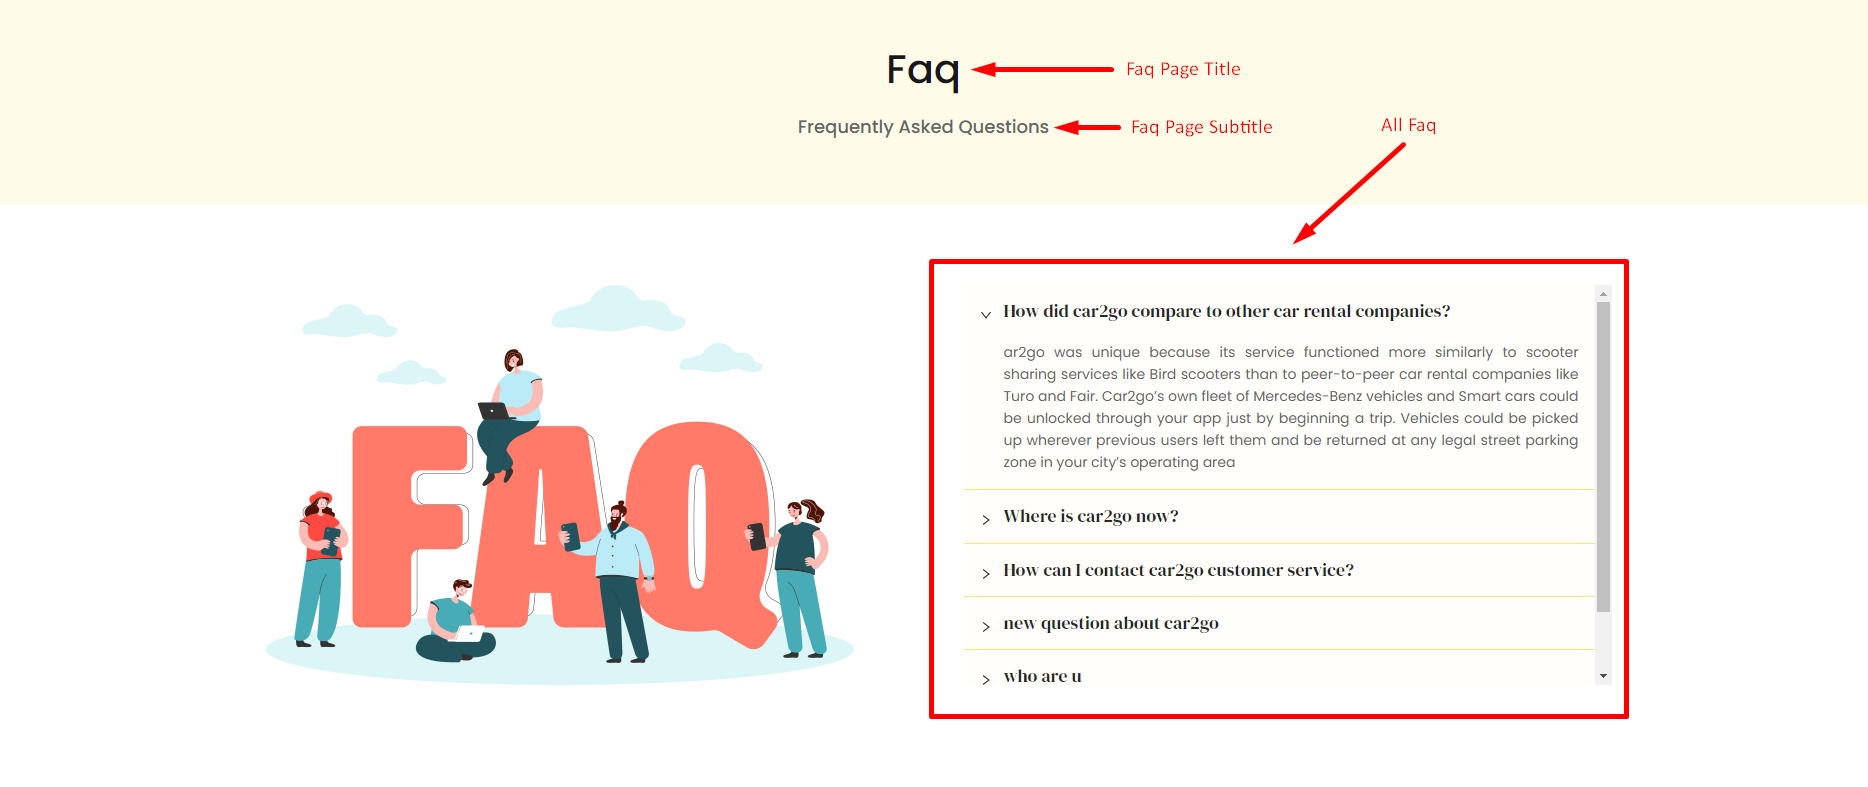 Faq
Faq Page Title
Frequently Asked Questions
Faq Page Subtitle
All Faq
FAQ
How did car2go compare to other car rental companies?
ar2go was unique because its service functioned more similarly to scooter
sharing services like Bird scooters than to peer-to-peer car rental companies like
Turo and Fair. Car2go’s own fleet of Mercedes-Benz vehicles and Smart cars could
be unlocked through your app just by beginning a trip. Vehicles could be picked
up wherever previous users left them and be returned at any legal street parking
zone in your city’s operating area
Where is car2go now?
How can I contact car2go customer service?
new question about car2go
who are u